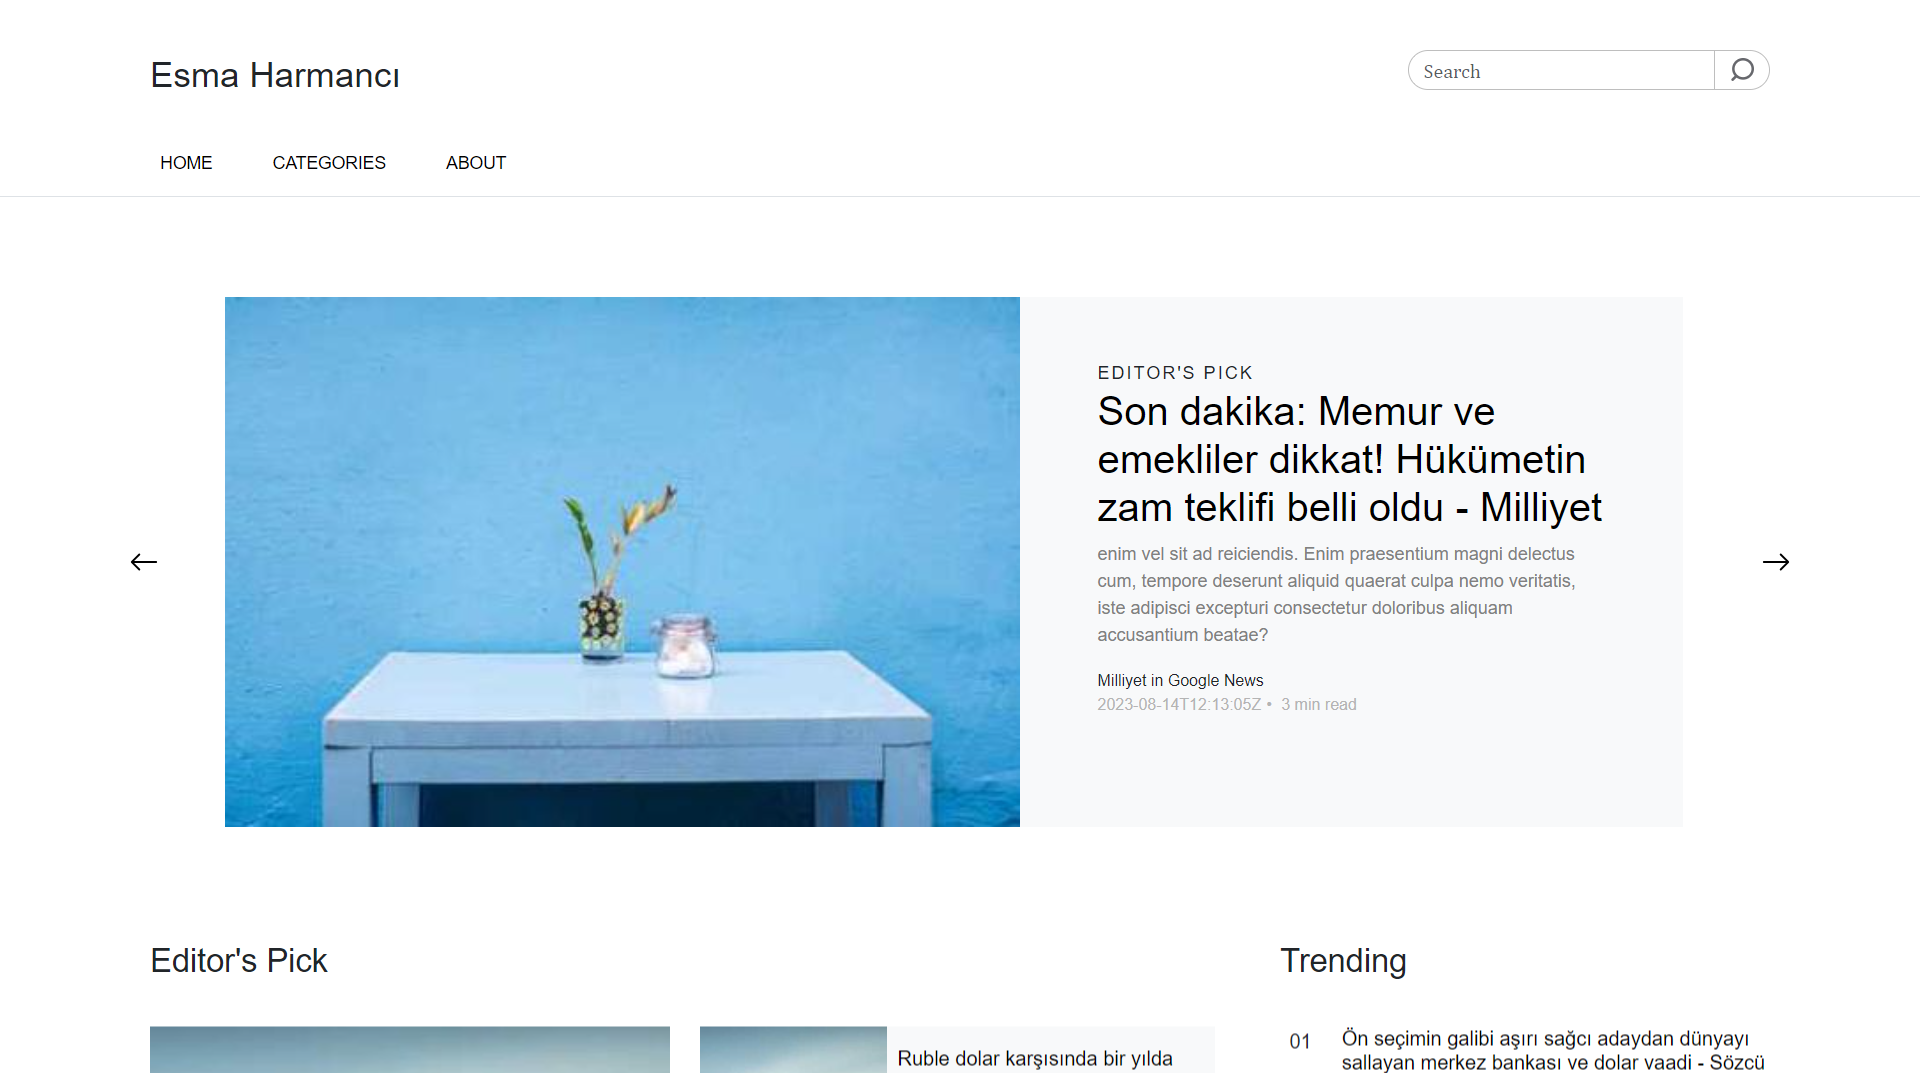 Esma Harmancı
Search
HOME CATEGORIES ABOUT
EDITOR'S PICK
Son dakika: Memur ve
emekliler dikkat! Hükümetin
zam teklifi belli oldu - Milliyet
enim vel sit ad reiciendis. Enim praesentium magni delectus
cum, tempore deserunt aliquid quaerat culpa nemo veritatis,
iste adipisci excepturi consectetur doloribus aliquam
accusantium beatae?
Milliyet in Google News
2023-08-14T12:13:05Z • 3 min read
Editor's Pick
Ruble dolar karşısında bir yılda
Trending
01
Ön seçimin galibi aşırı sağcı adaydan dünyayı
sallayan merkez bankası ve dolar vaadi - Sözcü